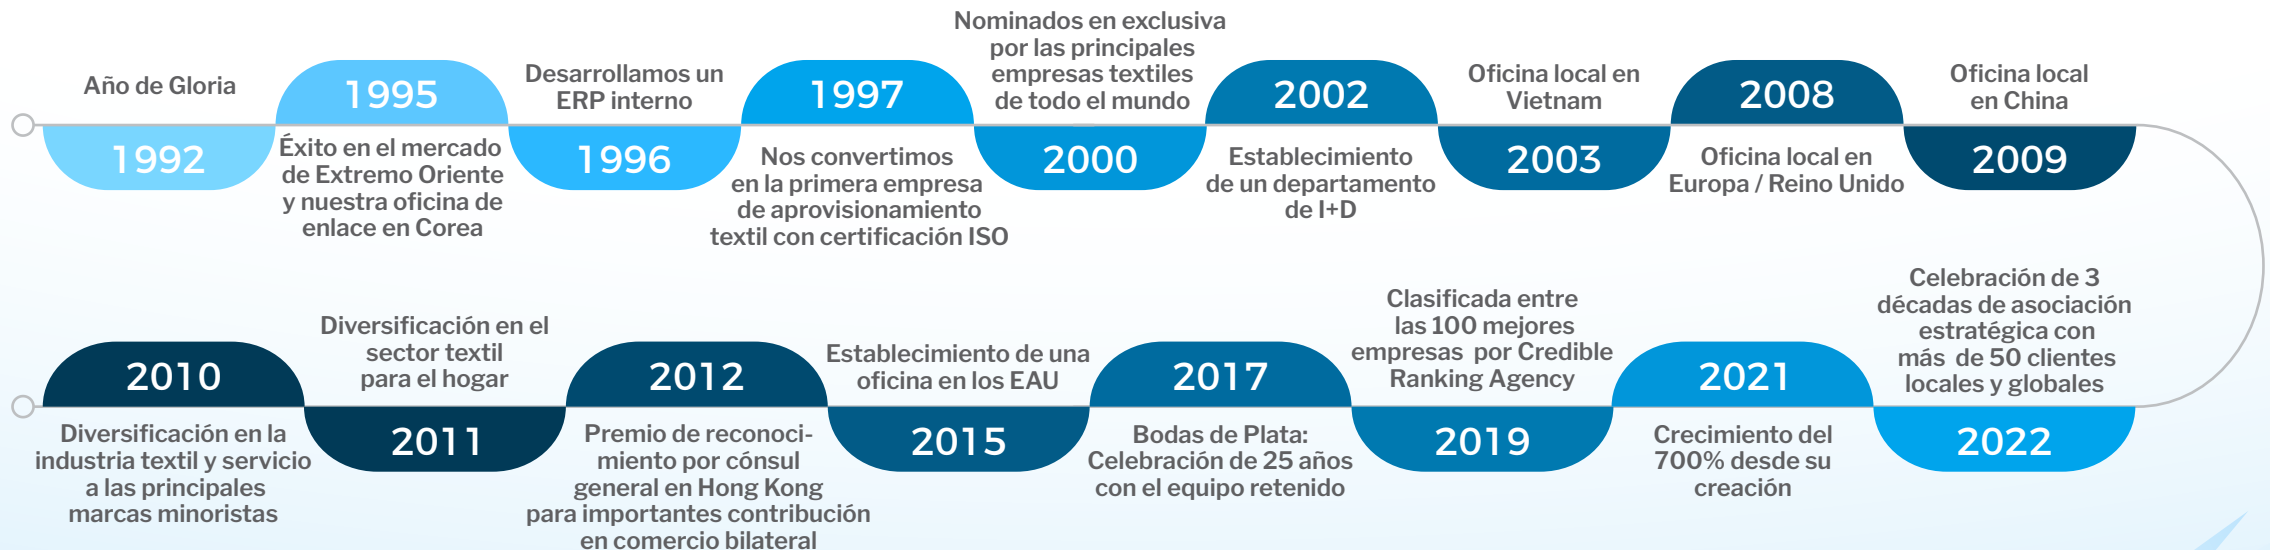 Año de Gloria
1992
1995
Éxito en el mercado
de Extremo Oriente
y nuestra oficina de
enlace en Corea
Desarrollamos un
ERP interno
1996
1997
Nos convertimos
en la primera empresa
de aprovisionamiento
textil con certificación ISO
Nominados en exclusiva
por las principales
empresas textiles
de todo el mundo
2000
2002
Establecimiento
de un departamento
de I+D
Oficina local en
Vietnam
2003
2008
Oficina local en
Europa / Reino Unido
Oficina local
en China
2009
2010
Diversificación en la
industria textil y servicio
a las principales
marcas minoristas
Diversificación en el
sector textil
para el hogar
2011
2012
Premio de reconoci-
miento por cónsul
general en Hong Kong
para importantes contribución
en comercio bilateral
Establecimiento de una
oficina en los EAU
2015
2017
Bodas de Plata:
Celebración de 25 años
con el equipo retenido
Clasificada entre
las 100 mejores
empresas por Credible
Ranking Agency
2019
2021
Crecimiento del
700% desde su
creación
Celebración de 3
décadas de asociación
estratégica con
más de 50 clientes
locales y globales
2022